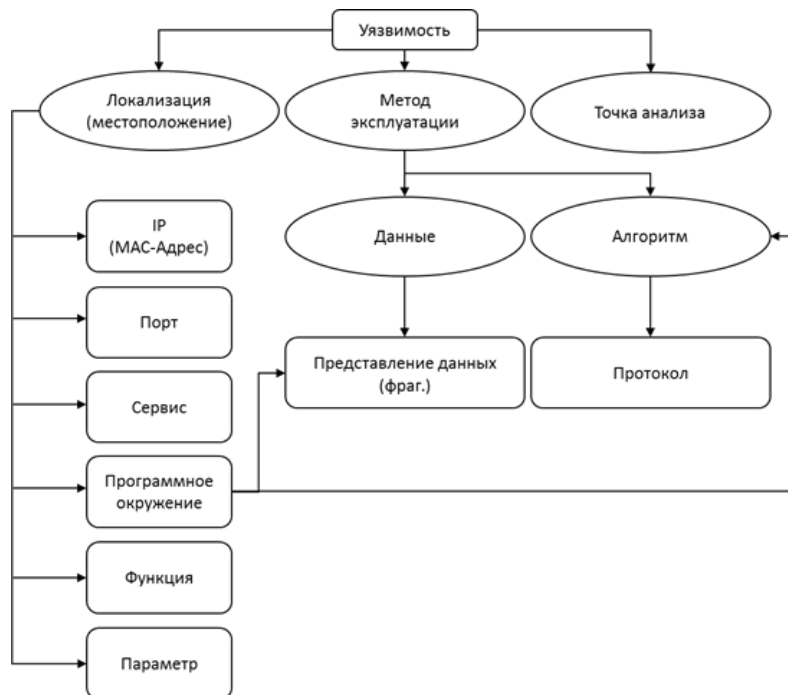 Уязвимость
Локализация
(местоположение)
Метод
эксплуатации
Точка анализа
IP
(MAC-Адрес)
Данные
Алгоритм
Порт
Представление данных
(фраг.)
Протокол
Сервис
Программное
окружение
Функция
Параметр